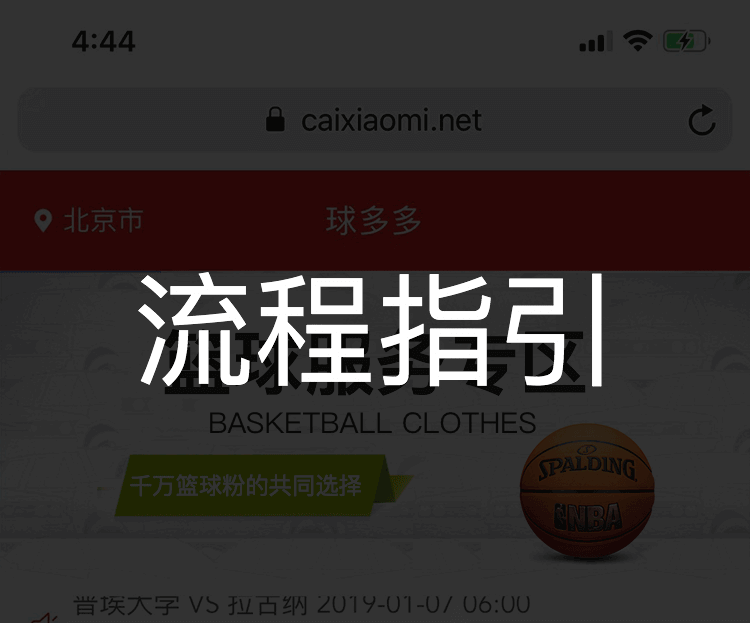 4:44
caixiaomi.net
北京市
球多多
流程指引
篮球服务专区
BASKETBALL CLOTHES
千万篮球粉的共同选择
SPALDING
NBA
普埃大学 VS 拉古纳 2019-01-07 06:00